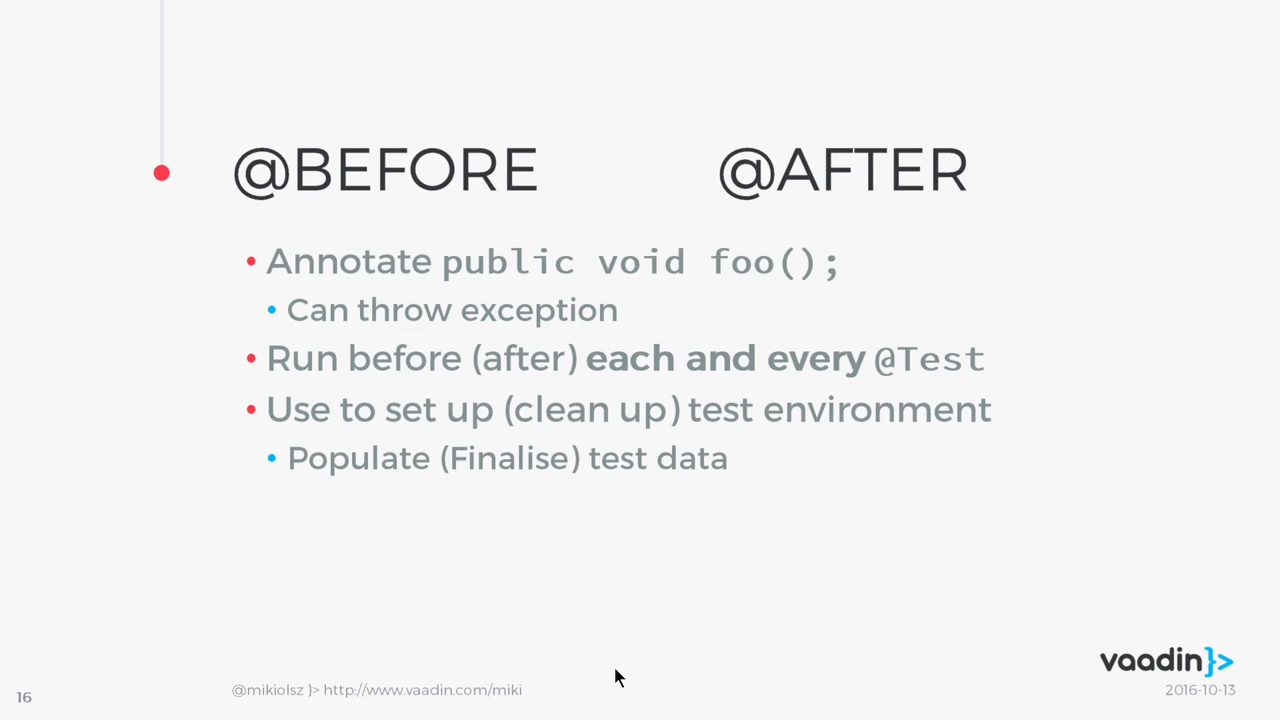 @BEFORE @AFTER
• Annotate public void foo();
• Can throw exception
• Run before (after) each and every @Test
• Use to set up (clean up) test environment
• Populate (Finalise) test data
vaadin}>
16 @mikiolsz }> http://www.vaadin.com/miki 2016-10-13